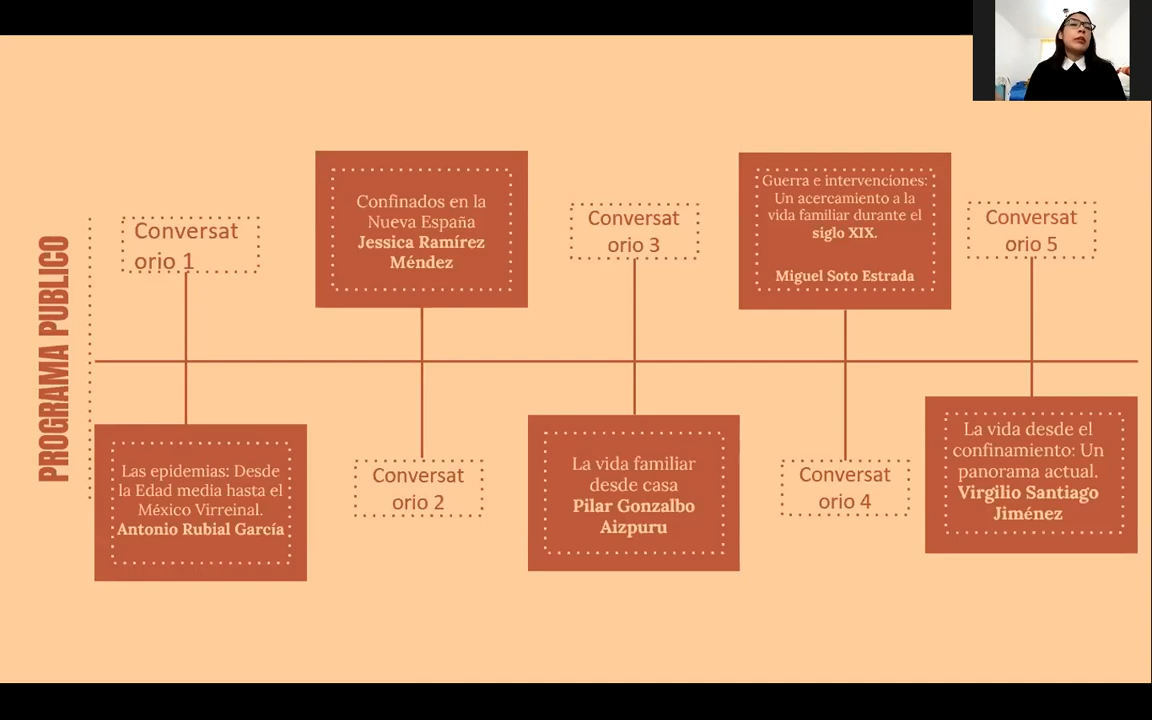 PROGRAMA PUBLICO
Conversat
orio 1
Las epidemias: Desde
la Edad media hasta el
México Virreinal.
Antonio Rubial García
Confinados en la
Nueva España
Jessica Ramírez
Méndez
Conversat
orio 2
Conversat
orio 3
La vida familiar
desde casa
Pilar Gonzalbo
Aizpuru
Guerra e intervenciones:
Un acercamiento a la
vida familiar durante el
siglo XIX.
Miguel Soto Estrada
Conversat
orio 4
Conversat
orio 5
La vida desde el
confinamiento: Un
panorama actual.
Virgilio Santiago
Jiménez